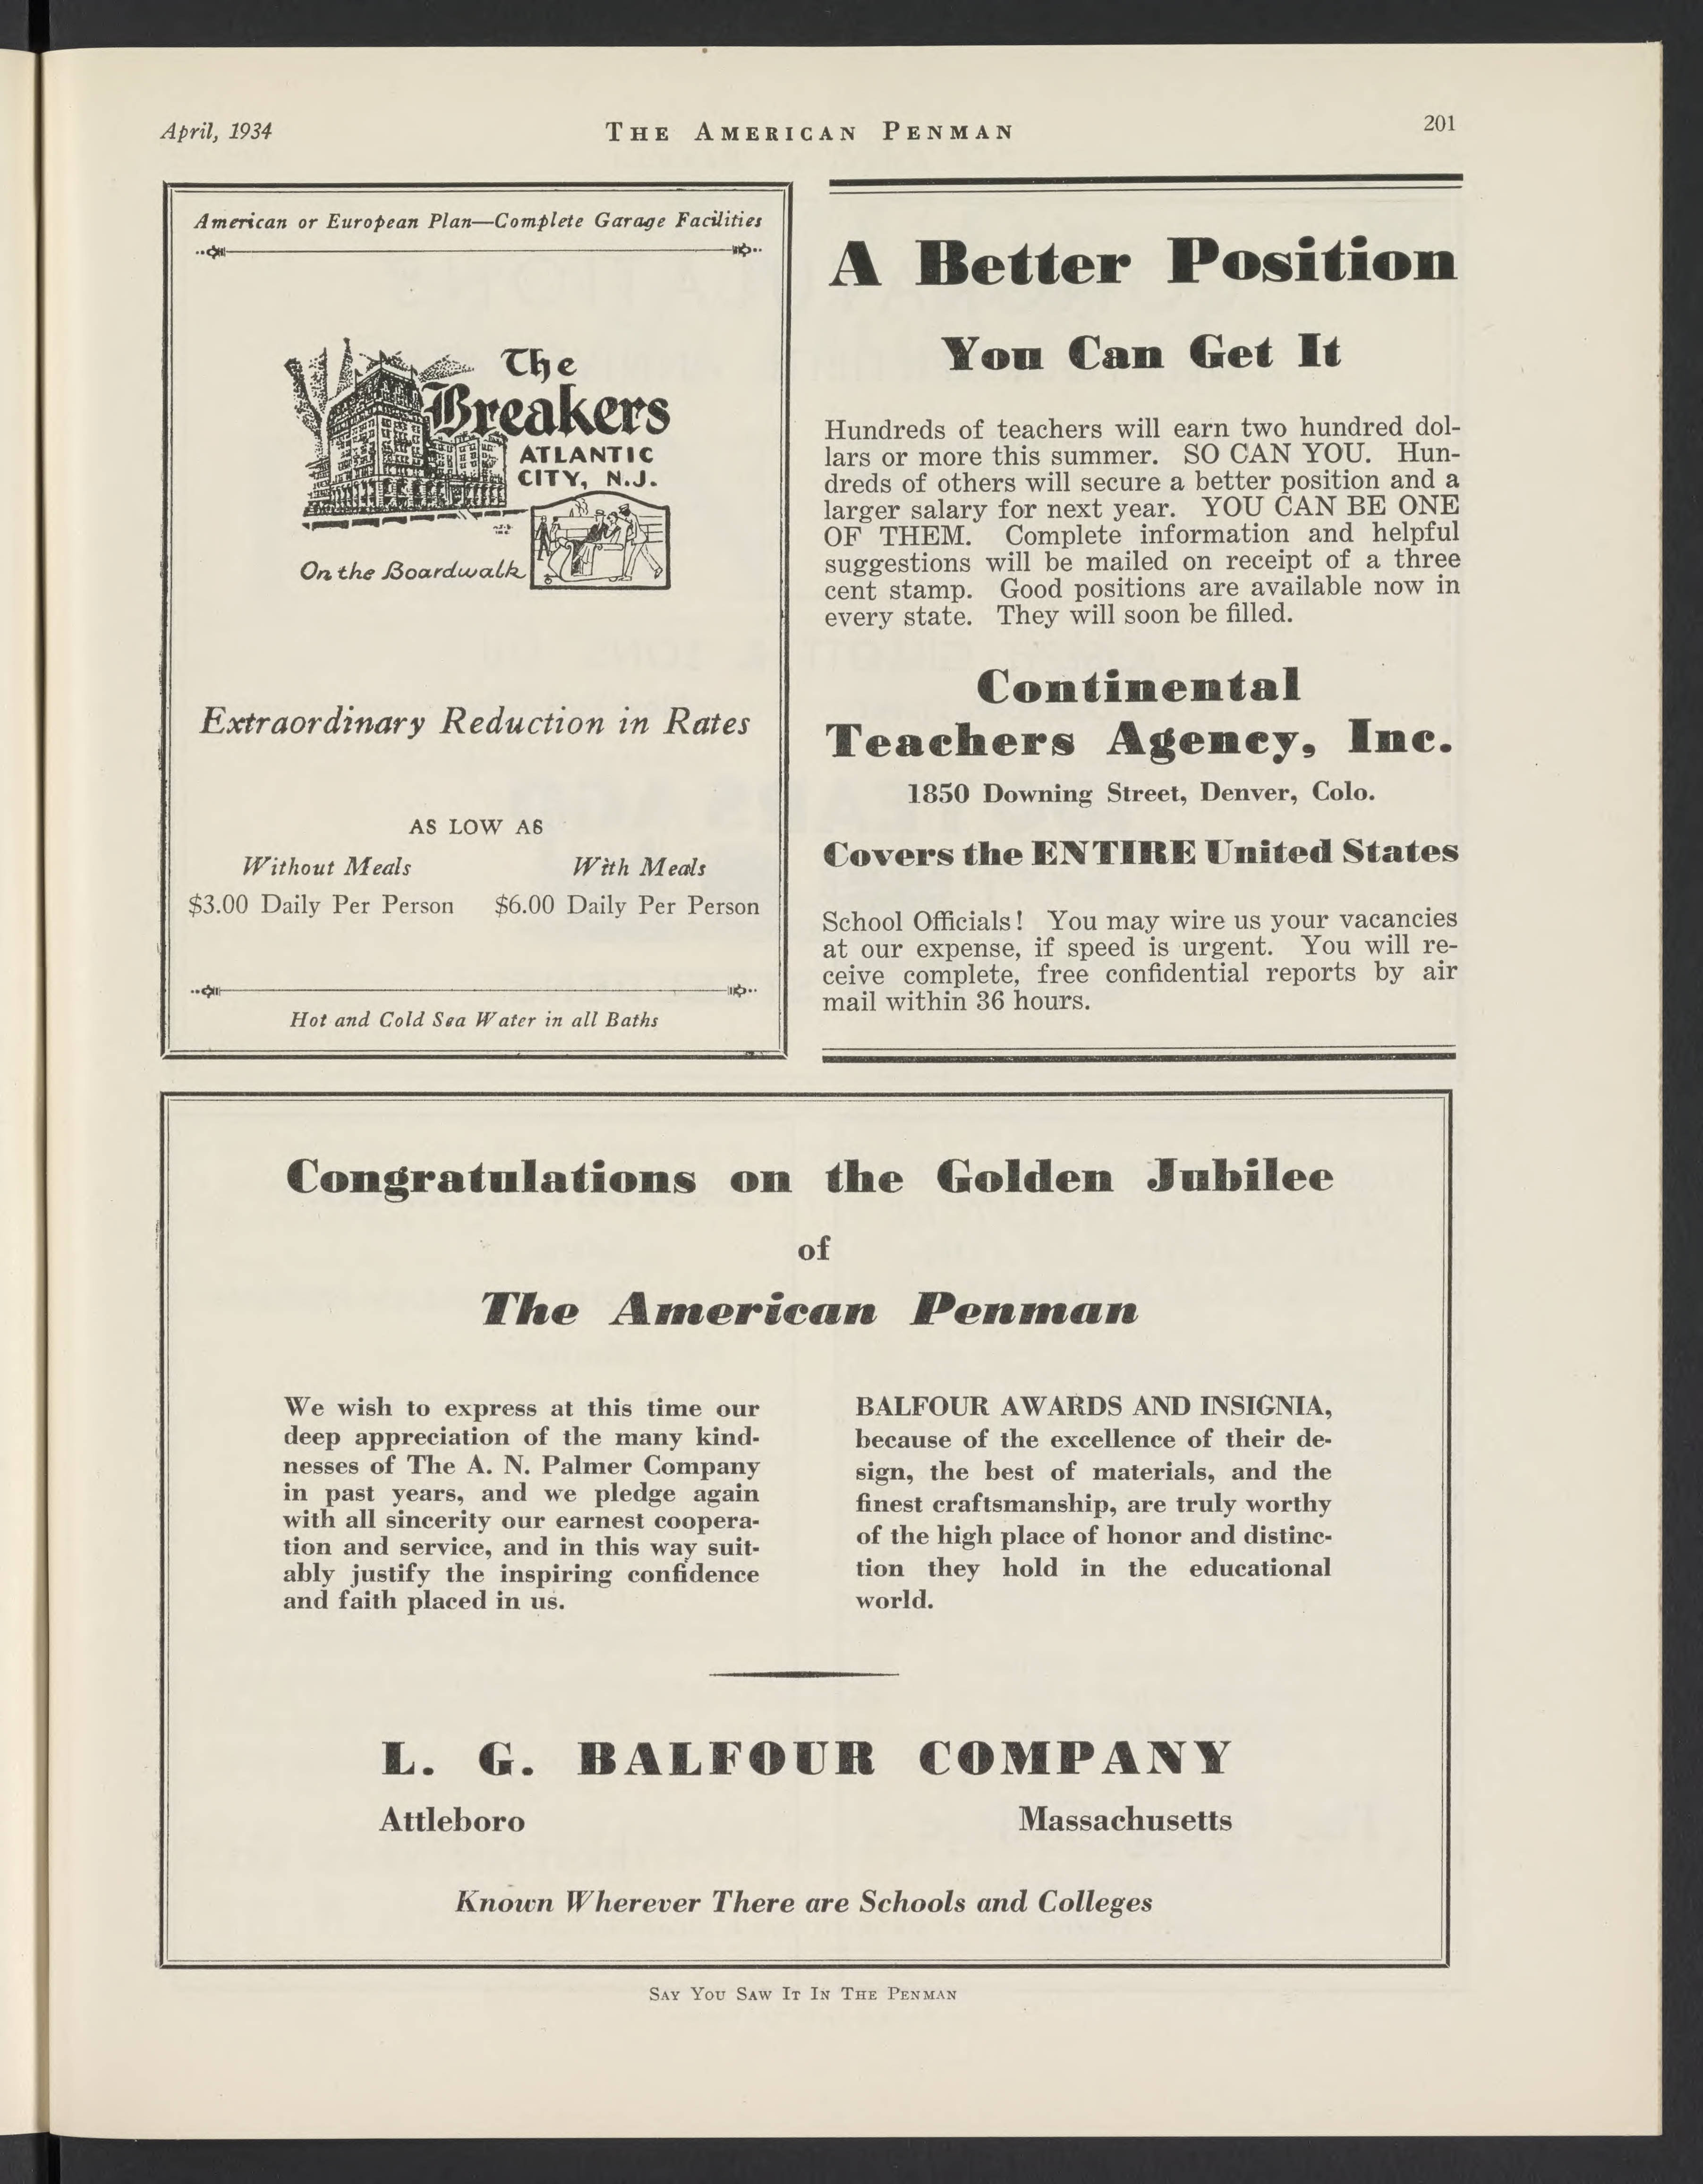 April, 1934
THE AMERICAN PENMAN
201
American or European Plan—Complete Garage Facilities
The
Breakers
ATLANTIC
CITY, N.J.
On the Boardwalk
Extraordinary Reduction in Rates
AS LOW AS
Without Meals
With Meals
$3.00 Daily Per Person
$6.00 Daily Per Person
Hot and Cold Sea Water in all Baths
A Better Position
You Can Get It
Hundreds of teachers will earn two hundred dol-
lars or more this summer. SO CAN YOU. Hun-
dreds of others will secure a better position and a
larger salary for next year. YOU CAN BE ONE
OF THEM. Complete information and helpful
suggestions will be mailed on receipt of a three
cent stamp. Good positions are available now in
every state. They will soon be filled.
Continental
Teachers Agency, Inc.
1850 Downing Street, Denver, Colo.
Covers the ENTIRE United States
School Officials! You may wire us your vacancies
at our expense, if speed is urgent. You will re-
ceive complete, free confidential reports by air
mail within 36 hours.
Congratulations on the Golden Jubilee
of
The American Penman
We wish to express at this time our
deep appreciation of the many kind-
nesses of The A. N. Palmer Company
in past years, and we pledge again
with all sincerity our earnest coopera-
tion and service, and in this way suit-
ably justify the inspiring confidence
and faith placed in us.
BALFOUR AWARDS AND INSIGNIA,
because of the excellence of their de-
sign, the best of materials, and the
finest craftsmanship, are truly worthy
of the high place of honor and distinc-
tion they hold in the educational
world.
L. G. BALFOUR COMPANY
Attleboro
Massachusetts
Known Wherever There are Schools and Colleges
SAY YOU SAW IT IN THE PENMAN